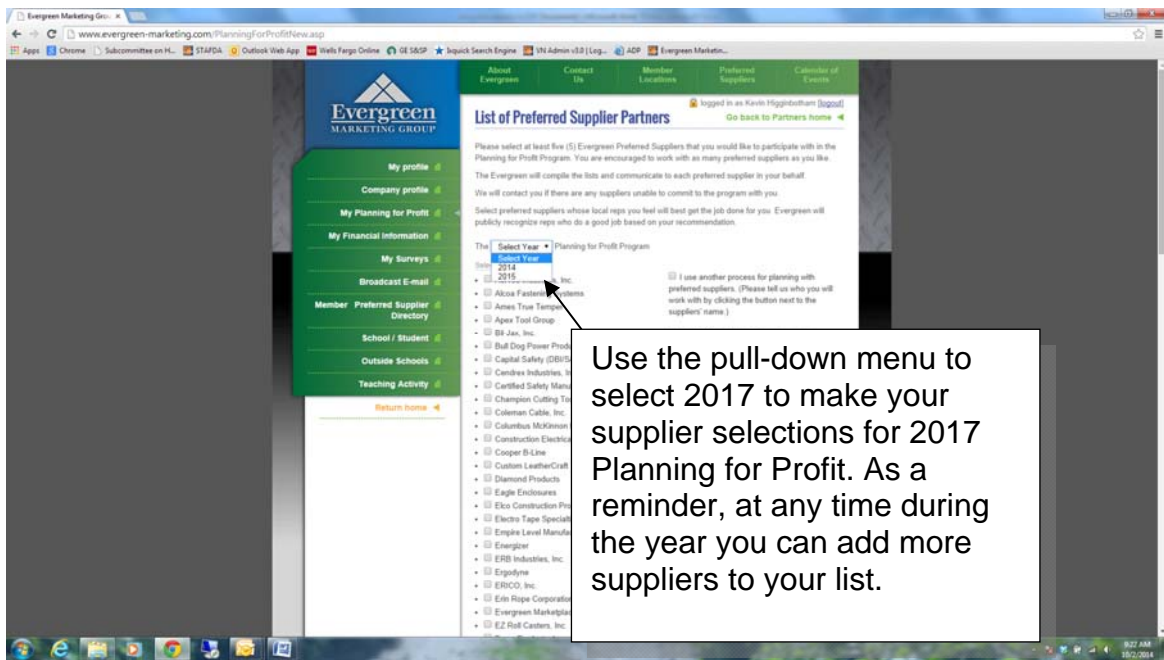 Evergreen Marketing Gro
www.evergreen-marketing.com/PlanningForProfitNew.asp
Apps Chrome Subcommittee on H... STAFDA Outlook Web App Wells Fargo Online GE S&SP Ixquick Search Engine VNI Admin v3.0 | Log... ADP Evergreen Marketin...
About Evergreen
Contact Us
Member Locations
Preferred Suppliers
Calendar of Events
Evergreen
MARKETING GROUP
My profile
Company profile
My Planning for Profit
My Financial Information
My Surveys
Broadcast E-mail
Member Preferred Supplier
Directory
School / Student
Outside Schools
Teaching Activity
Return home
logged in as Kevin Higginbotham [logout]
List of Preferred Supplier Partners
Go back to Partners home
Please select at least five (5) Evergreen Preferred Suppliers that you would like to participate with in the
Planning for Profit Program. You are encouraged to work with as many preferred suppliers as you like.
The Evergreen will compile the lists and communicate to each preferred supplier in your behalf.
We will contact you if there are any suppliers unable to commit to the program with you.
Select preferred suppliers whose local reps you feel will best get the job done for you. Evergreen will
publicly recognize reps who do a good job based on your recommendation.
The Select Year Planning for Profit Program
Select Year
2014
2015
s, Inc.
Alcoa Fastening Systems
Ames True Temper
Apex Tool Group
Bil-Jax, Inc.
Bull Dog Power Produ
Capital Safety (DBI/S
Cendrex Industries, In
Certified Safety Manu
Champion Cutting To
Coleman Cable, Inc.
Columbus McKinnon
Construction Electrica
Cooper B-Line
Custom LeatherCraft
Diamond Products
Eagle Enclosures
Elco Construction Pro
Electro Tape Speciali
Empire Level Manufa
Energizer
ERB Industries, Inc.
Ergodyne
ERICO, Inc.
Erin Rope Corporation
Evergreen Marketplac
EZ Roll Casters, Inc.
I use another process for planning with
preferred suppliers. (Please tell us who you will
work with by clicking the button next to the
suppliers' name.)
Use the pull-down menu to
select 2017 to make your
supplier selections for 2017
Planning for Profit. As a
reminder, at any time during
the year you can add more
suppliers to your list.
9:22 AM
10/2/2014